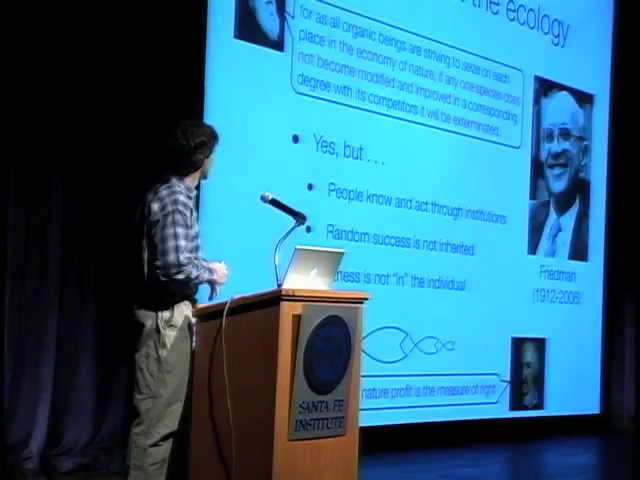 the ecology
for as all organic beings are striving to seize on each
place in the economy of nature, if any one species does
not become modified and improved in a corresponding
degree with its competitors it will be exterminated.
Yes, but . . .
People know and act through institutions
Random success is not inherited
ness is not "in" the individual
Friedman
(1912-2006)
nature profit is the measure of right
SANTA FE
INSTITUTE